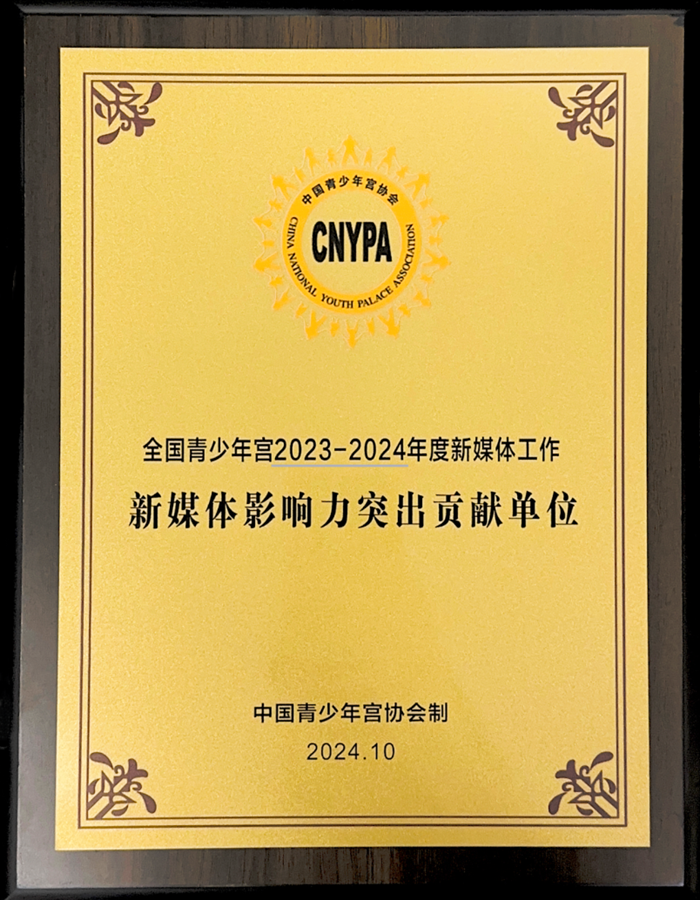 中国青少年宫协会
CNYPA
CHINA NATIONAL YOUTH PALACE ASSOCIATION
全国青少年宫2023-2024年度新媒体工作
新媒体影响力突出贡献单位
中国青少年宫协会制
2024.10